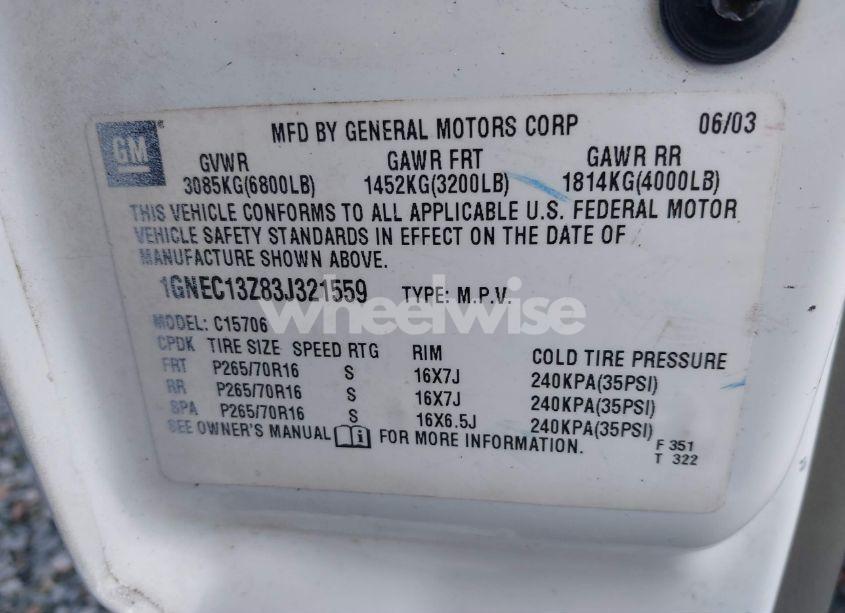 GM
MFD BY GENERAL MOTORS CORP 06/03
GVWR GAWR FRT GAWR RR
3085KG(6800LB) 1452KG(3200LB) 1814KG(4000LB)
THIS VEHICLE CONFORMS TO ALL APPLICABLE U.S. FEDERAL MOTOR
VEHICLE SAFETY STANDARDS IN EFFECT ON THE DATE OF
MANUFACTURE SHOWN ABOVE.
1GNEC13Z83J321559 TYPE: M.P.V.
wheelwise
MODEL: C15706
CPDK TIRE SIZE SPEED RTG RIM COLD TIRE PRESSURE
FRT P265/70R16 S 16X7J 240KPA(35PSI)
RR P265/70R16 S 16X7J 240KPA(35PSI)
SPA P265/70R16 S 16X6.5J 240KPA(35PSI)
SEE OWNER'S MANUAL FOR MORE INFORMATION.
F 351
T 322